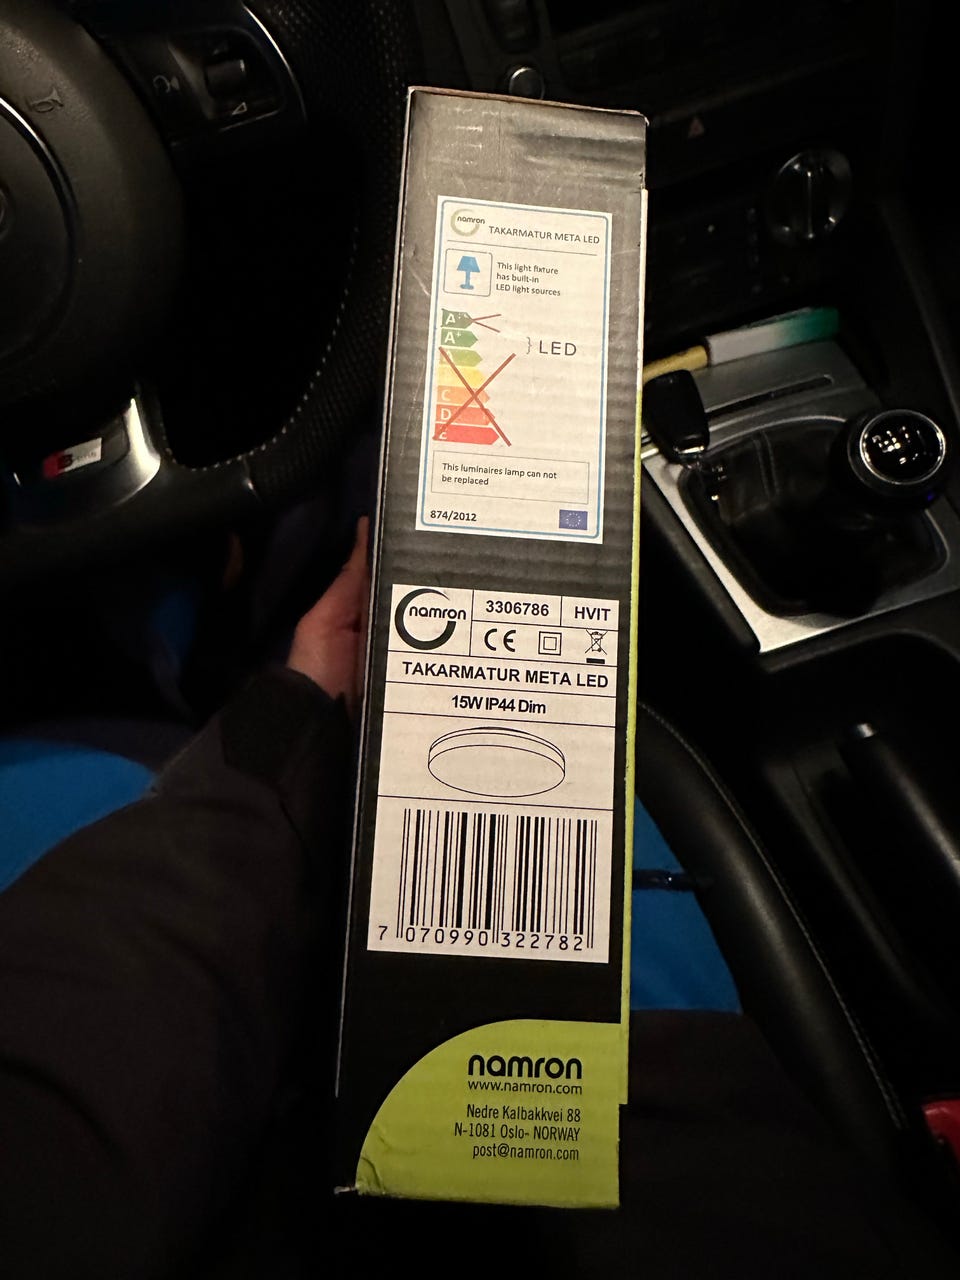 namron
TAKARMATUR META LED
This light fixture
has built-in
LED light sources
A++
A+
} LED
C
D
E
This luminaires lamp can not
be replaced
874/2012
namron
3306786
HVIT
CE
TAKARMATUR META LED
15W IP44 Dim
7 070990 322782
namron
www.namron.com
Nedre Kalbakkvei 88
N-1081 Oslo- NORWAY
post@namron.com